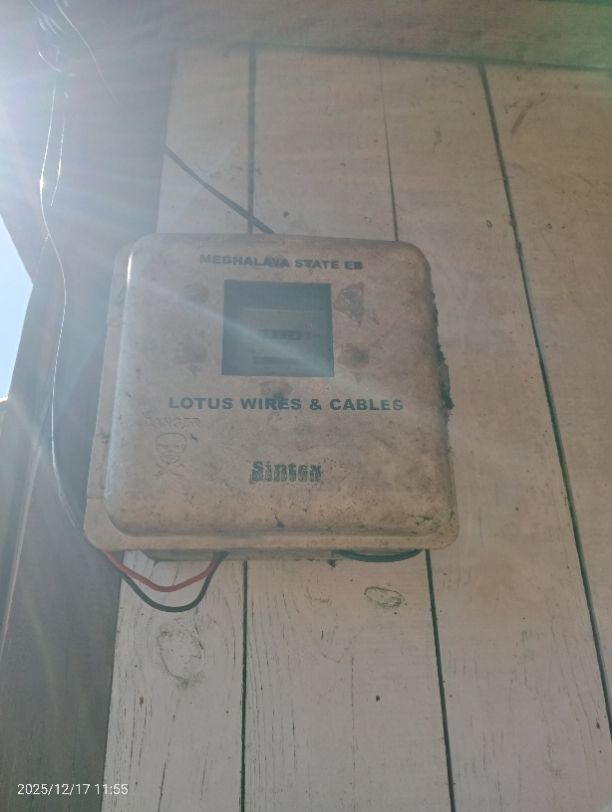 MEGHALAYA STATE EB
LOTUS WIRES & CABLES
DANGER
Sintex
2025/12/17 11:55